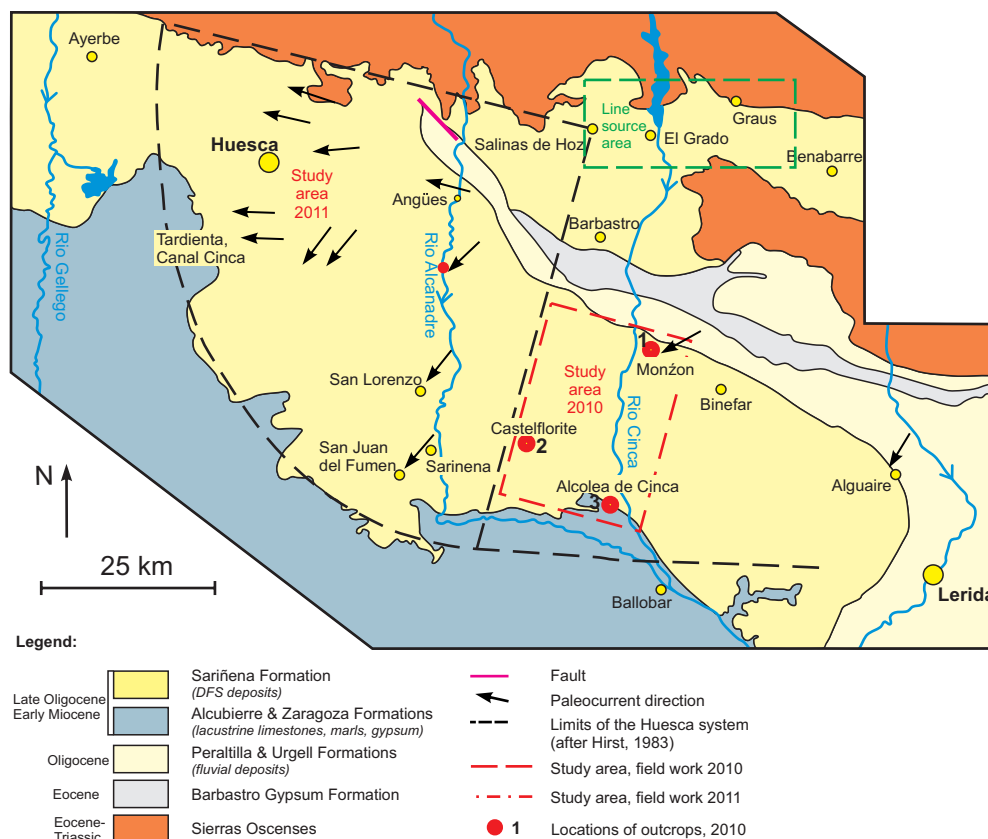 Ayerbe
Huesca
Study
area
2011
Salinas de Hoz
Line
source
area
Graus
El Grado
Benabarre
Angües
Barbastro
Tardienta,
Canal Cinca
Rio Gellego
Rio Alcanadre
Rio Cinca
1
Monźon
Study
area
2010
Binefar
San Lorenzo
Castelflorite
2
San Juan
del Fumen
Sarinena
Alcolea de Cinca
3
Alguaire
N
25 km
Ballobar
Lerida
Legend:
Late Oligocene
Early Miocene
Sariñena Formation
(DFS deposits)
Alcubierre & Zaragoza Formations
(lacustrine limestones, marls, gypsum)
Oligocene
Peraltilla & Urgell Formations
(fluvial deposits)
Eocene
Barbastro Gypsum Formation
Eocene-
Triassic
Sierras Oscenses
Fault
Paleocurrent direction
Limits of the Huesca system
(after Hirst, 1983)
Study area, field work 2010
Study area, field work 2011
1 Locations of outcrops, 2010